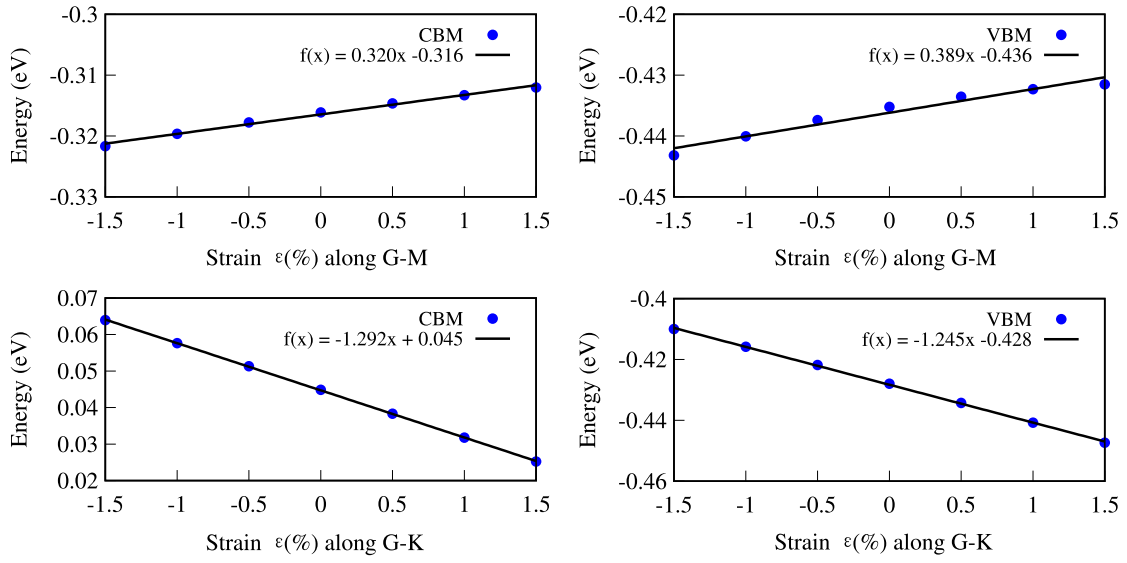 -0.3
-0.31
-0.32
-0.33
Energy (eV)
CBM
f(x) = 0.320x -0.316
-1.5 -1 -0.5 0 0.5 1 1.5
Strain ε(%) along G-M
-0.42
-0.43
-0.44
-0.45
Energy (eV)
VBM
f(x) = 0.389x -0.436
-1.5 -1 -0.5 0 0.5 1 1.5
Strain ε(%) along G-M
0.07
0.06
0.05
0.04
0.03
0.02
Energy (eV)
CBM
f(x) = -1.292x + 0.045
-1.5 -1 -0.5 0 0.5 1 1.5
Strain ε(%) along G-K
-0.4
-0.42
-0.44
-0.46
Energy (eV)
VBM
f(x) = -1.245x -0.428
-1.5 -1 -0.5 0 0.5 1 1.5
Strain ε(%) along G-K